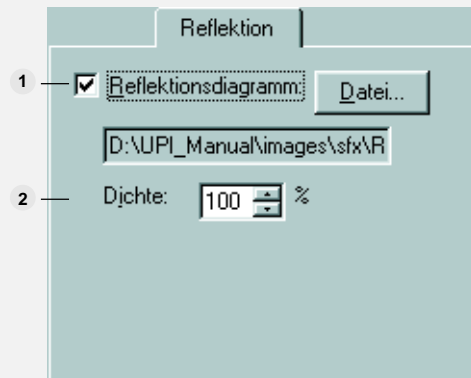 Reflektion
1 Reflektionsdiagramm: Datei...
D:\UPI_Manual\images\sfx\R
2 Dichte: 100 %